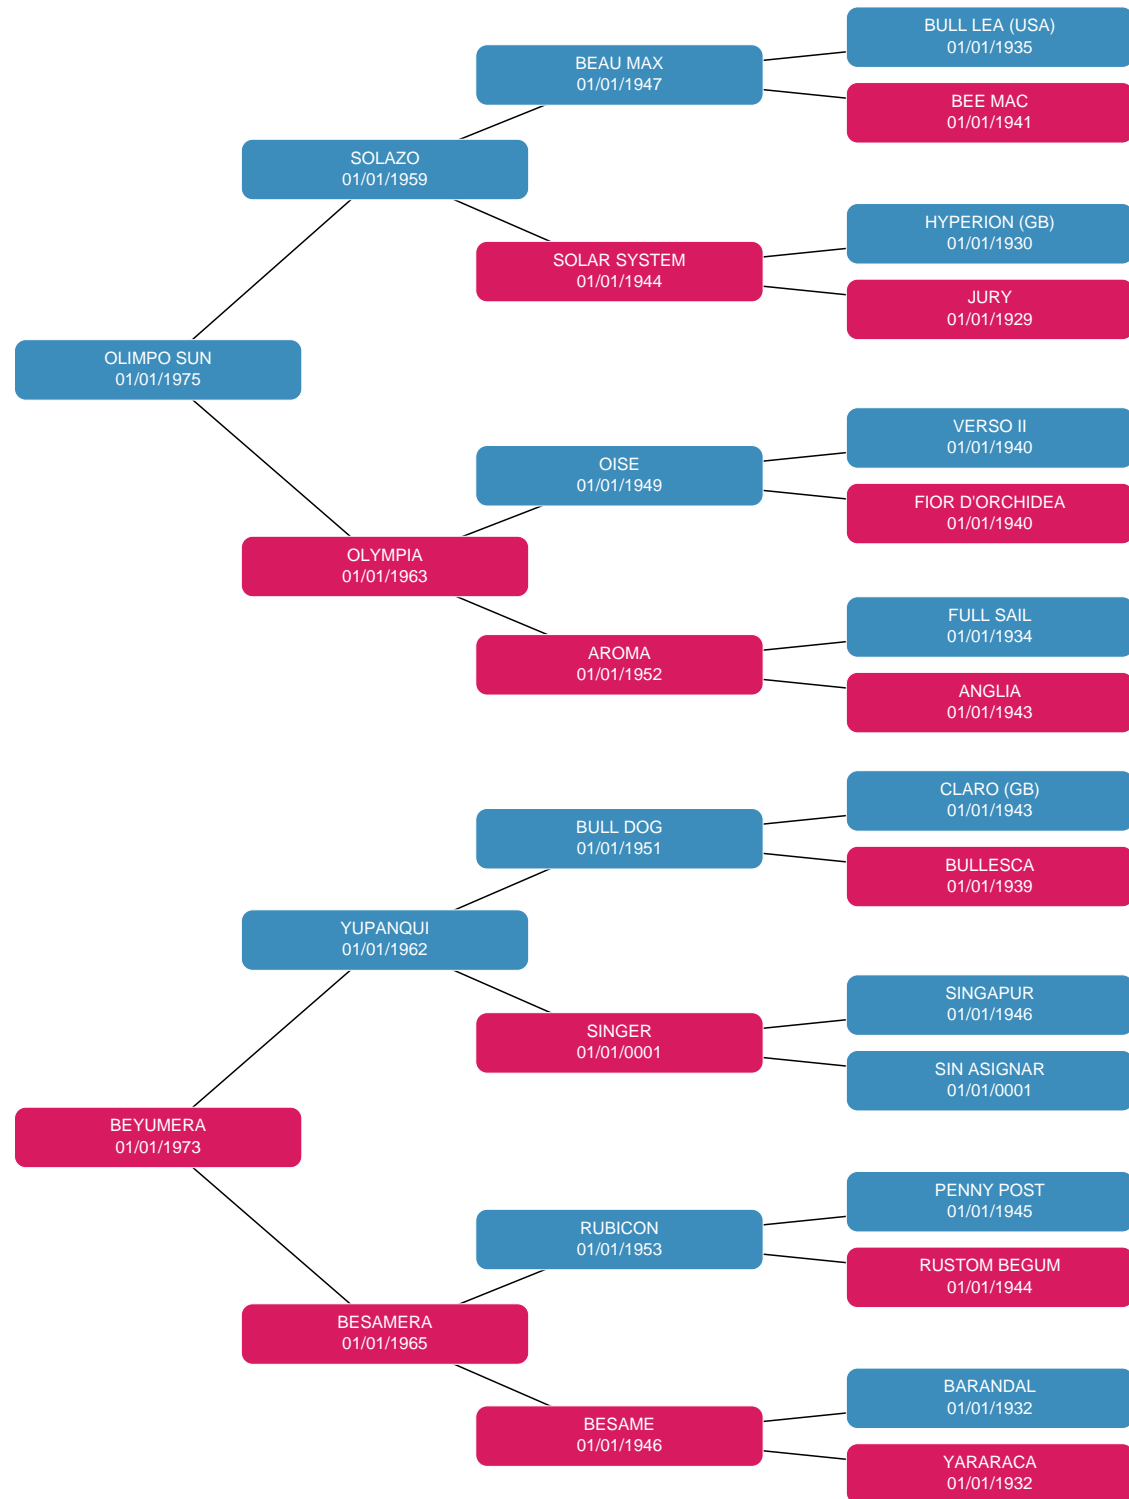 BULL LEA (USA)
01/01/1935
BEAU MAX
01/01/1947
BEE MAC
01/01/1941
SOLAZO
01/01/1959
HYPERION (GB)
01/01/1930
SOLAR SYSTEM
01/01/1944
JURY
01/01/1929
OLIMPO SUN
01/01/1975
VERSO II
01/01/1940
OISE
01/01/1949
FIOR D'ORCHIDEA
01/01/1940
OLYMPIA
01/01/1963
FULL SAIL
01/01/1934
AROMA
01/01/1952
ANGLIA
01/01/1943
CLARO (GB)
01/01/1943
BULL DOG
01/01/1951
BULLESCA
01/01/1939
YUPANQUI
01/01/1962
SINGAPUR
01/01/1946
SINGER
01/01/0001
SIN ASIGNAR
01/01/0001
BEYUMERA
01/01/1973
PENNY POST
01/01/1945
RUBICON
01/01/1953
RUSTOM BEGUM
01/01/1944
BESAMERA
01/01/1965
BARANDAL
01/01/1932
BESAME
01/01/1946
YARARACA
01/01/1932